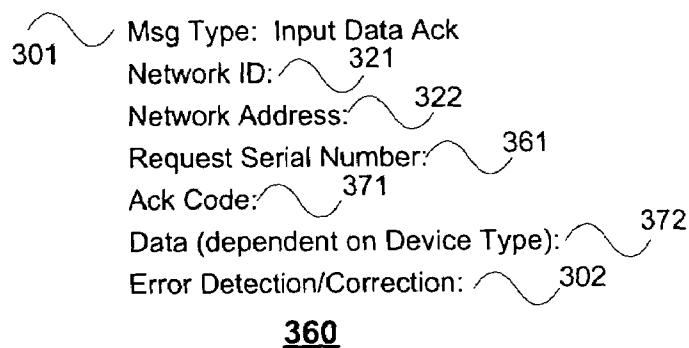 301 Msg Type: Input Data Ack
Network ID: 321
Network Address: 322
Request Serial Number: 361
Ack Code: 371
Data (dependent on Device Type): 372
Error Detection/Correction: 302
360